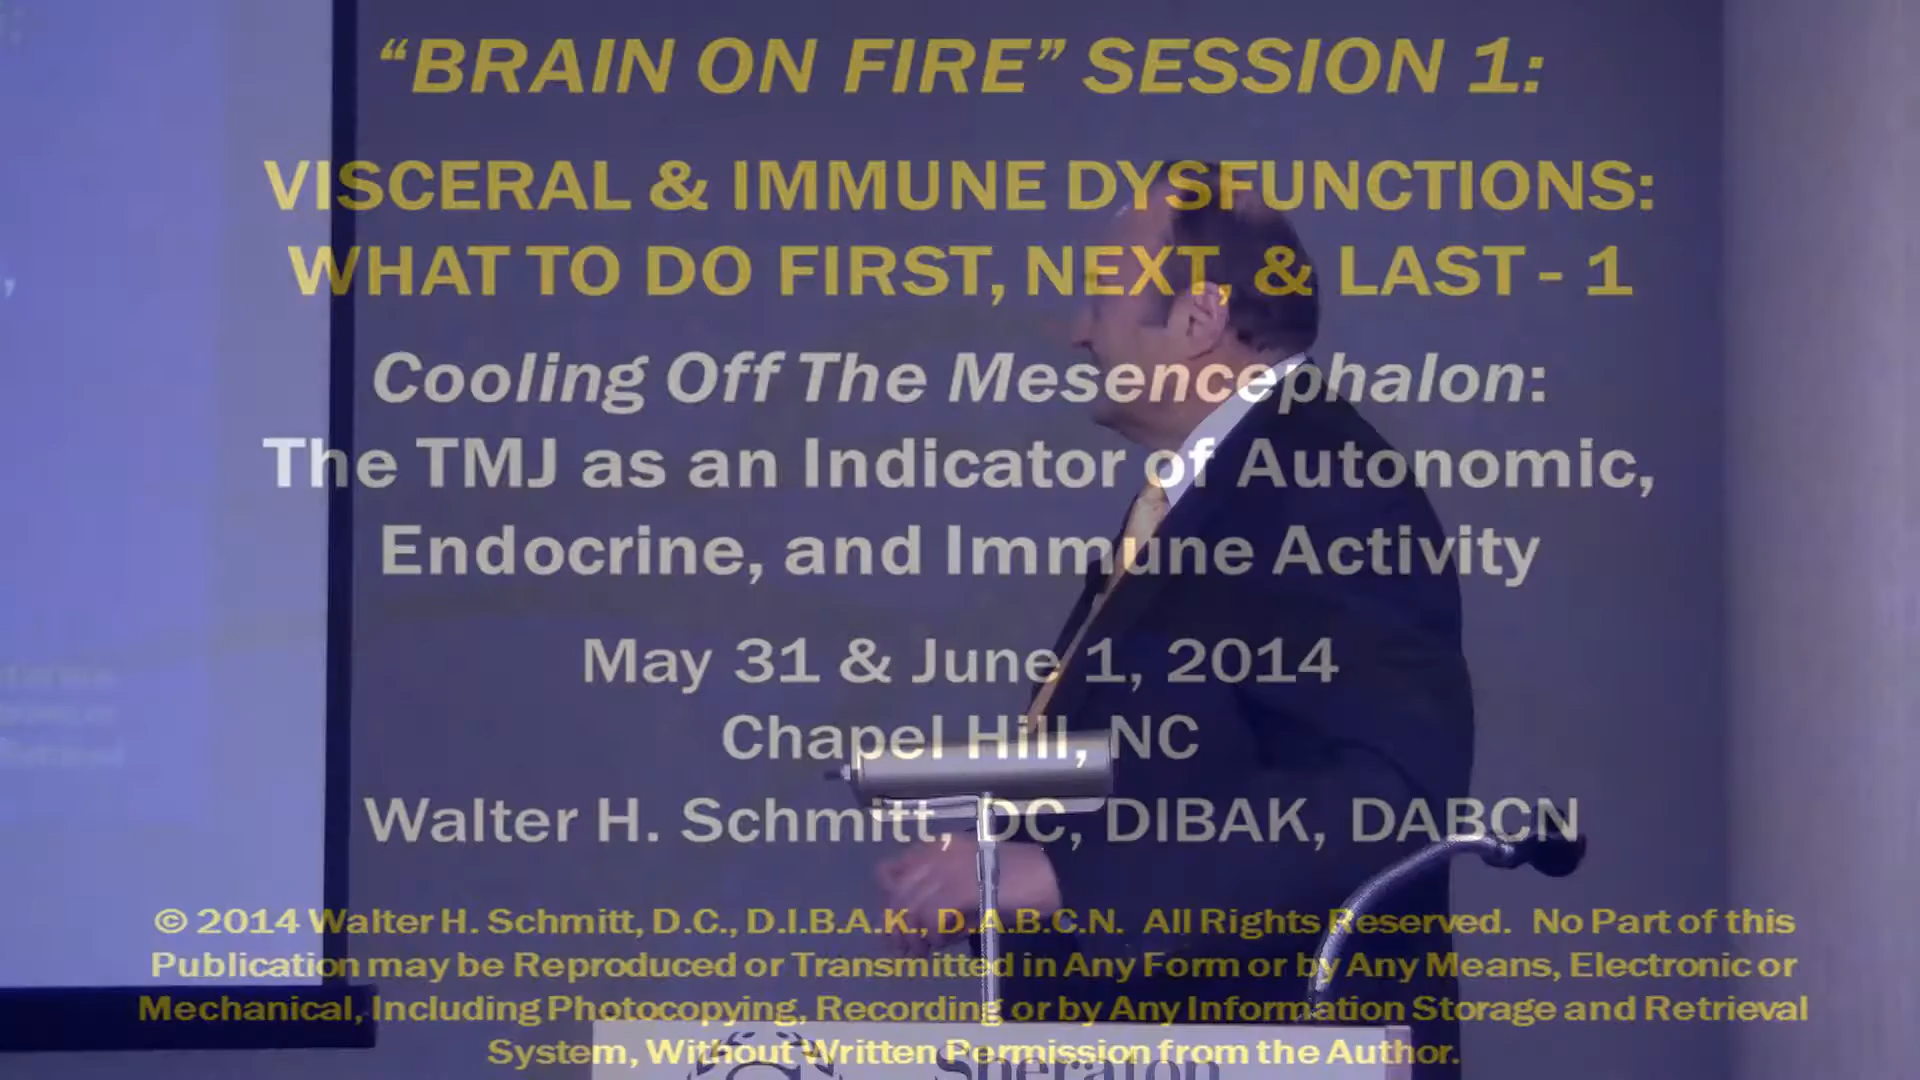 “BRAIN ON FIRE” SESSION 1:
VISCERAL & IMMUNE DYSFUNCTIONS:
WHAT TO DO FIRST, NEXT, & LAST - 1
Cooling Off The Mesencephalon:
The TMJ as an Indicator of Autonomic,
Endocrine, and Immune Activity
May 31 & June 1, 2014
Chapel Hill, NC
Walter H. Schmitt, DC, DIBAK, DABCN
© 2014 Walter H. Schmitt, D.C., D.I.B.A.K., D.A.B.C.N. All Rights Reserved. No Part of this
Publication may be Reproduced or Transmitted in Any Form or by Any Means, Electronic or
Mechanical, Including Photocopying, Recording or by Any Information Storage and Retrieval
System, Without Written Permission from the Author.
Sheraton